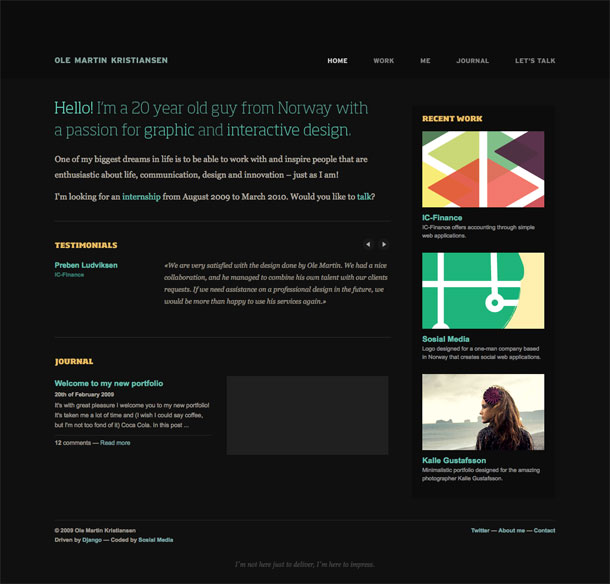 OLE MARTIN KRISTIANSEN
HOME WORK ME JOURNAL LET'S TALK
Hello! I'm a 20 year old guy from Norway with
a passion for graphic and interactive design.
One of my biggest dreams in life is to be able to work with and inspire people that are
enthusiastic about life, communication, design and innovation – just as I am!
I'm looking for an internship from August 2009 to March 2010. Would you like to talk?
TESTIMONIALS
Preben Ludviksen
IC-Finance
«We are very satisfied with the design done by Ole Martin. We had a nice
collaboration, and he managed to combine his own talent with our clients
requests. If we need assistance on a professional design in the future, we
would be more than happy to use his services again.»
JOURNAL
Welcome to my new portfolio
20th of February 2009
It's with great pleasure I welcome you to my new portfolio!
It's taken me a lot of time and (I wish I could say coffee,
but I'm not too fond of it) Coca Cola. In this post ...
12 comments — Read more
RECENT WORK
IC-Finance
IC-Finance offers accounting through simple
web applications.
Sosial Media
Logo designed for a one-man company based
in Norway that creates social web applications.
Kalle Gustafsson
Minimalistic portfolio designed for the amazing
photographer Kalle Gustafsson.
© 2009 Ole Martin Kristiansen
Driven by Django — Coded by Sosial Media
Twitter — About me — Contact
I'm not here just to deliver, I'm here to impress.